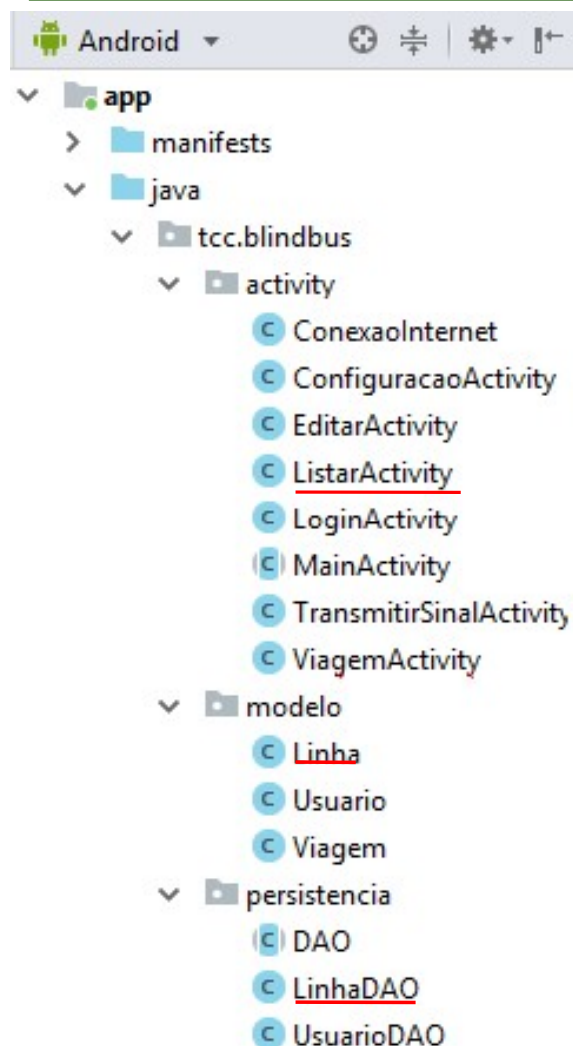 Android
app
manifests
java
tcc.blindbus
activity
ConexaoInternet
ConfiguracaoActivity
EditarActivity
ListarActivity
LoginActivity
MainActivity
TransmitirSinalActivity
ViagemActivity
modelo
Linha
Usuario
Viagem
persistencia
DAO
LinhaDAO
UsuarioDAO